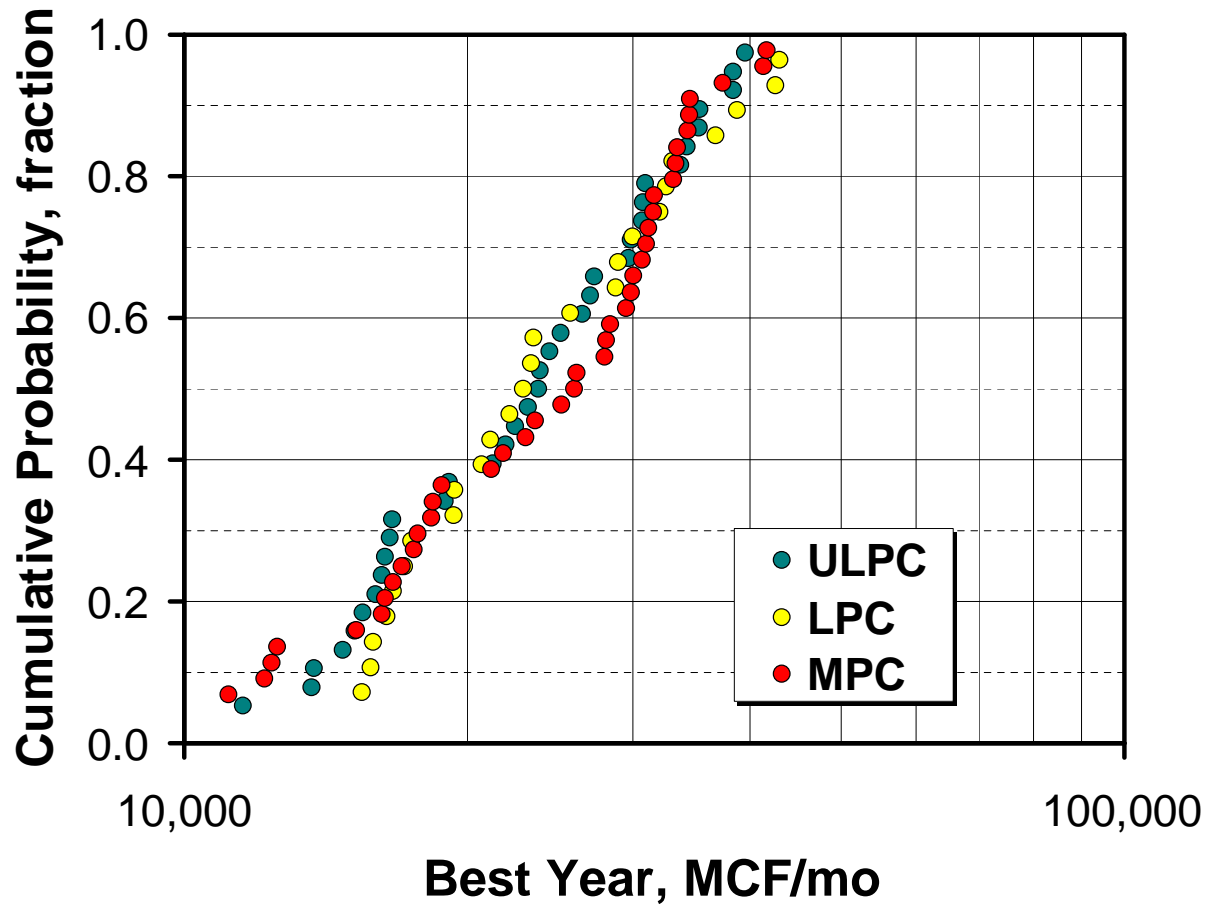 Cumulative Probability, fraction
1.0
0.8
0.6
0.4
0.2
0.0
ULPC
LPC
MPC
10,000
100,000
Best Year, MCF/mo